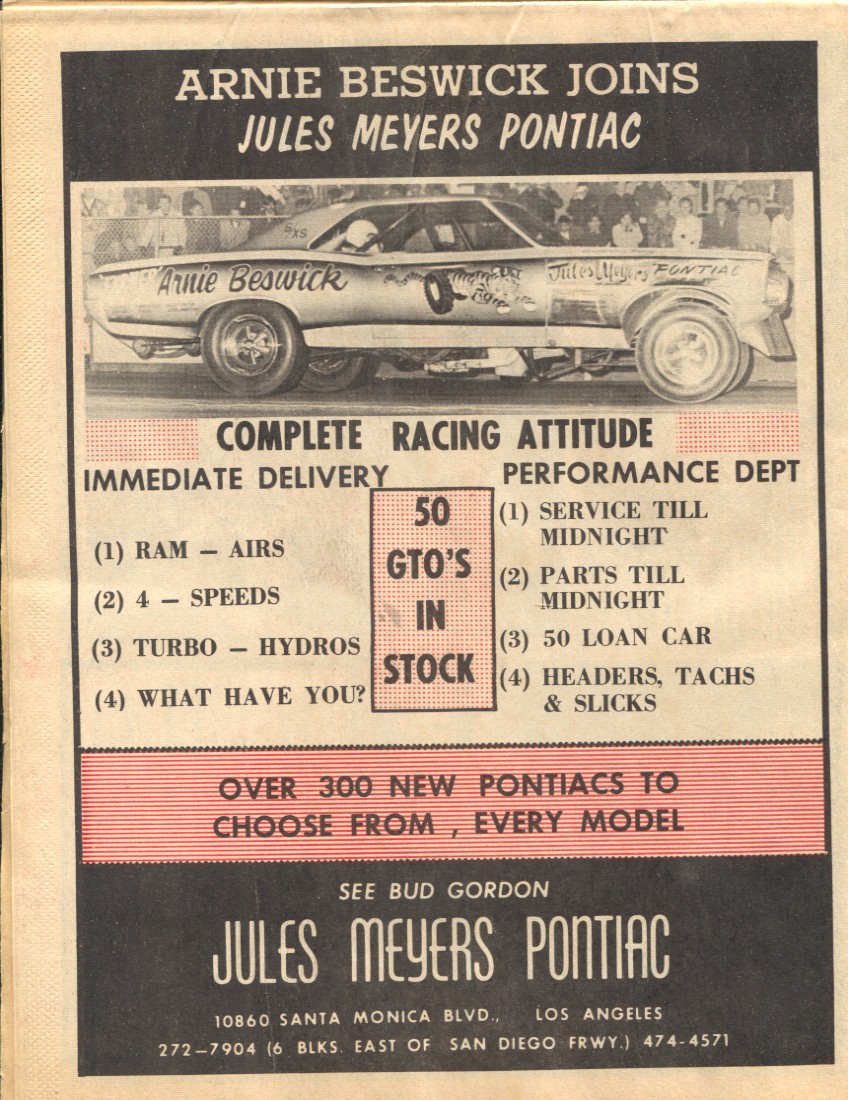 ARNIE BESWICK JOINS
JULES MEYERS PONTIAC
S/XS
Arnie Beswick
Jules Meyers PONTIAC
COMPLETE RACING ATTITUDE
IMMEDIATE DELIVERY
(1) RAM — AIRS
(2) 4 — SPEEDS
(3) TURBO — HYDROS
(4) WHAT HAVE YOU?
50
GTO'S
IN
STOCK
PERFORMANCE DEPT
(1) SERVICE TILL
MIDNIGHT
(2) PARTS TILL
MIDNIGHT
(3) 50 LOAN CAR
(4) HEADERS, TACHS
& SLICKS
OVER 300 NEW PONTIACS TO
CHOOSE FROM , EVERY MODEL
SEE BUD GORDON
JULES MEYERS PONTIAC
10860 SANTA MONICA BLVD., LOS ANGELES
272—7904 (6 BLKS. EAST OF SAN DIEGO FRWY.) 474-4571